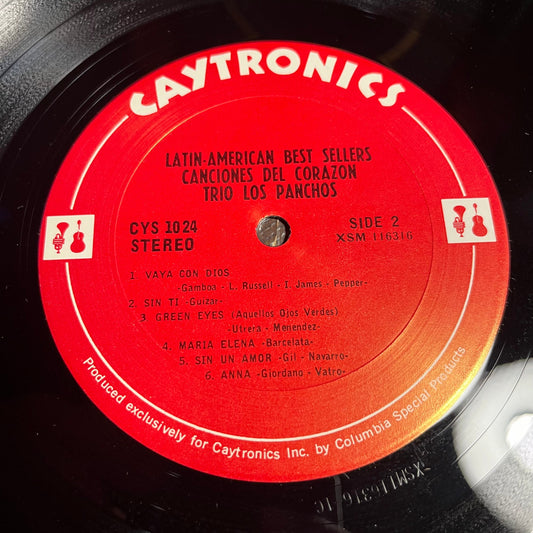 CAYTRONICS
LATIN-AMERICAN BEST SELLERS
CANCIONES DEL CORAZON
TRIO LOS PANCHOS
CYS 1024
STEREO
SIDE 2
XSM 116316
1. VAYA CON DIOS
-Gamboa - L. Russell - I. James - Pepper-
2. SIN TI -Guizar-
3. GREEN EYES (Aquellos Ojos Verdes)
-Utrera - Menendez-
4. MARIA ELENA -Barcelata-
5. SIN UN AMOR -Gil - Navarro-
6. ANNA -Giordano - Vatro-
Produced exclusively for Caytronics Inc. by Columbia Special Products
XSM116316-1C